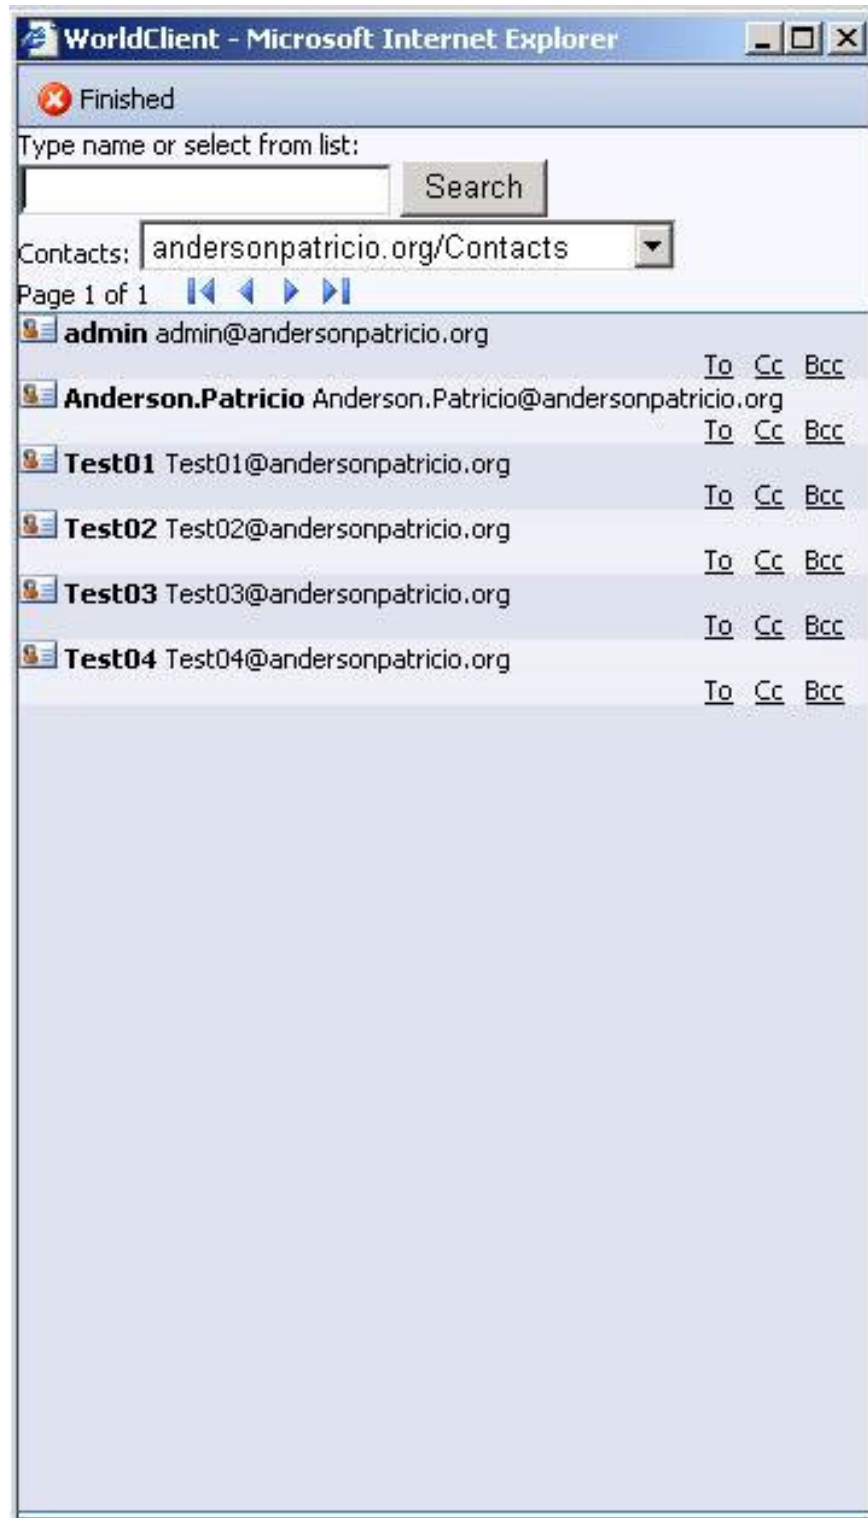 WorldClient - Microsoft Internet Explorer
Finished
Type name or select from list:
Search
Contacts: andersonpatricio.org/Contacts
Page 1 of 1
admin admin@andersonpatricio.org
To Cc Bcc
Anderson.Patricio Anderson.Patricio@andersonpatricio.org
To Cc Bcc
Test01 Test01@andersonpatricio.org
To Cc Bcc
Test02 Test02@andersonpatricio.org
To Cc Bcc
Test03 Test03@andersonpatricio.org
To Cc Bcc
Test04 Test04@andersonpatricio.org
To Cc Bcc